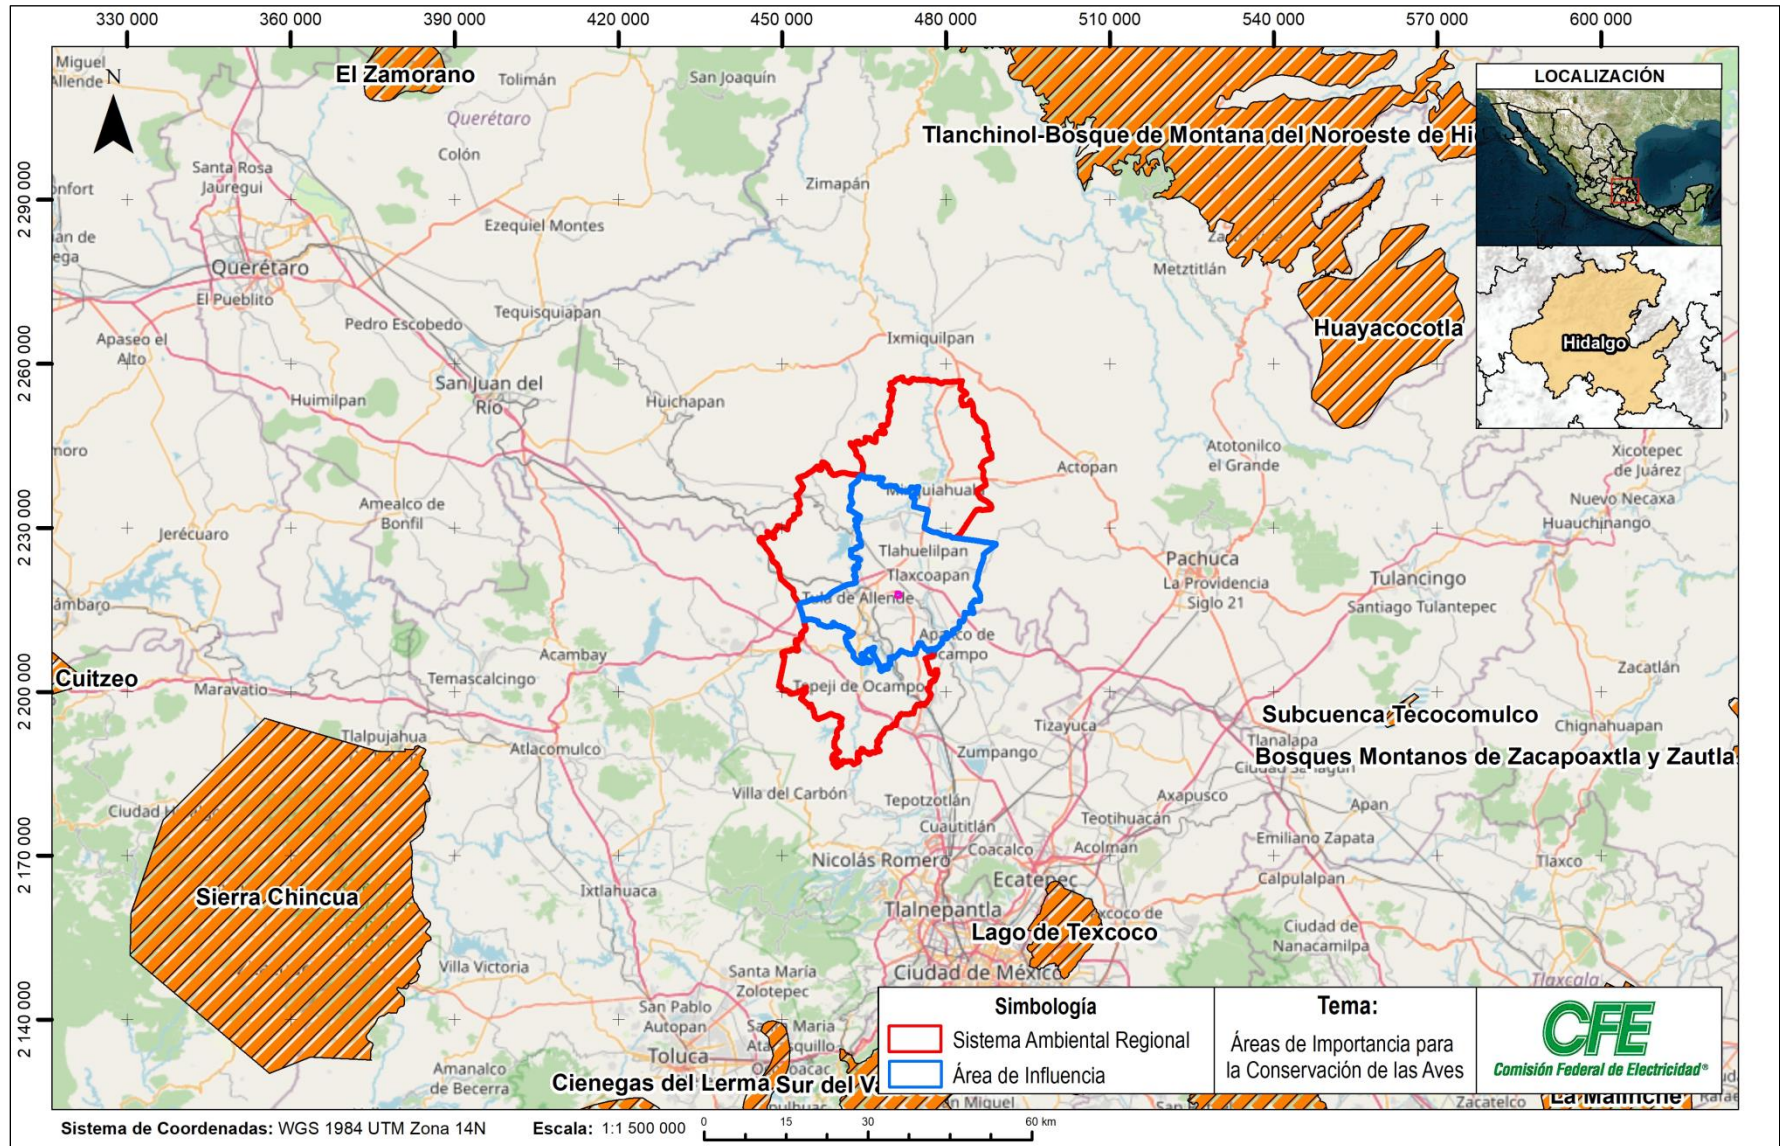 330 000
360 000
390 000
420 000
450 000
480 000
510 000
540 000
570 000
600 000
2 280 000
2 260 000
2 230 000
2 200 000
2 170 000
2 140 000
N
Miguel
Allende
El Zamorano
Tolimán
San Joaquín
Querétaro
Colón
Santa Rosa
Jauregui
Zimapán
Tlanchinol-Bosque de Montana del Noroeste de Hi
Ezequiel Montes
Querétaro
El Pueblito
Metztitlán
Tequisquiapan
Pedro Escobedo
Apaseo el
Alto
Ixmiquilpan
Huayacocotla
San Juan del
Río
Huimilpan
Huichapan
Actopan
Atotonilco
el Grande
Xicotepec
de Juárez
Nuevo Necaxa
Huauchinango
Amealco de
Bonfil
Jerécuaro
Tlahuelilpan
Tlaxcoapan
Tula de Allende
Pachuca
La Providencia
Siglo 21
Tulancingo
Santiago Tulantepec
Acambay
Temascalcingo
Cuitzeo
Maravatio
Tepeji de Ocampo
Zacatlán
Subcuenca Tecocomulco
Chignahuapan
Tizayuca
Tlanalapa
Tlalpujahua
Atlacomulco
Zumpango
Bosques Montanos de Zacapoaxtla y Zautla
Villa del Carbón
Tepotzotlán
Axapusco
Apan
Teotihuacán
Cuautitlán
Coacalco
Acolman
Emiliano Zapata
Nicolás Romero
Tlaxco
Ecatepec
Calpulalpan
Ixtlahuaca
Sierra Chincua
Tlalnepantla
Lago de Texcoco
Ciudad de
Nanacamilpa
Villa Victoria
Santa María
Zolotepec
Ciudad de México
Tlaxcala
San Pablo
Autopan
Toluca
Amanalco
de Becerra
Cienegas del Lerma
Sur del Va
Zacatelco
La Malinche
LOCALIZACIÓN
Hidalgo
Simbología
Sistema Ambiental Regional
Área de Influencia
Tema:
Áreas de Importancia para
la Conservación de las Aves
CFE
Comisión Federal de Electricidad®
Sistema de Coordenadas: WGS 1984 UTM Zona 14N
Escala: 1:1 500 000
0 15 30 60 km